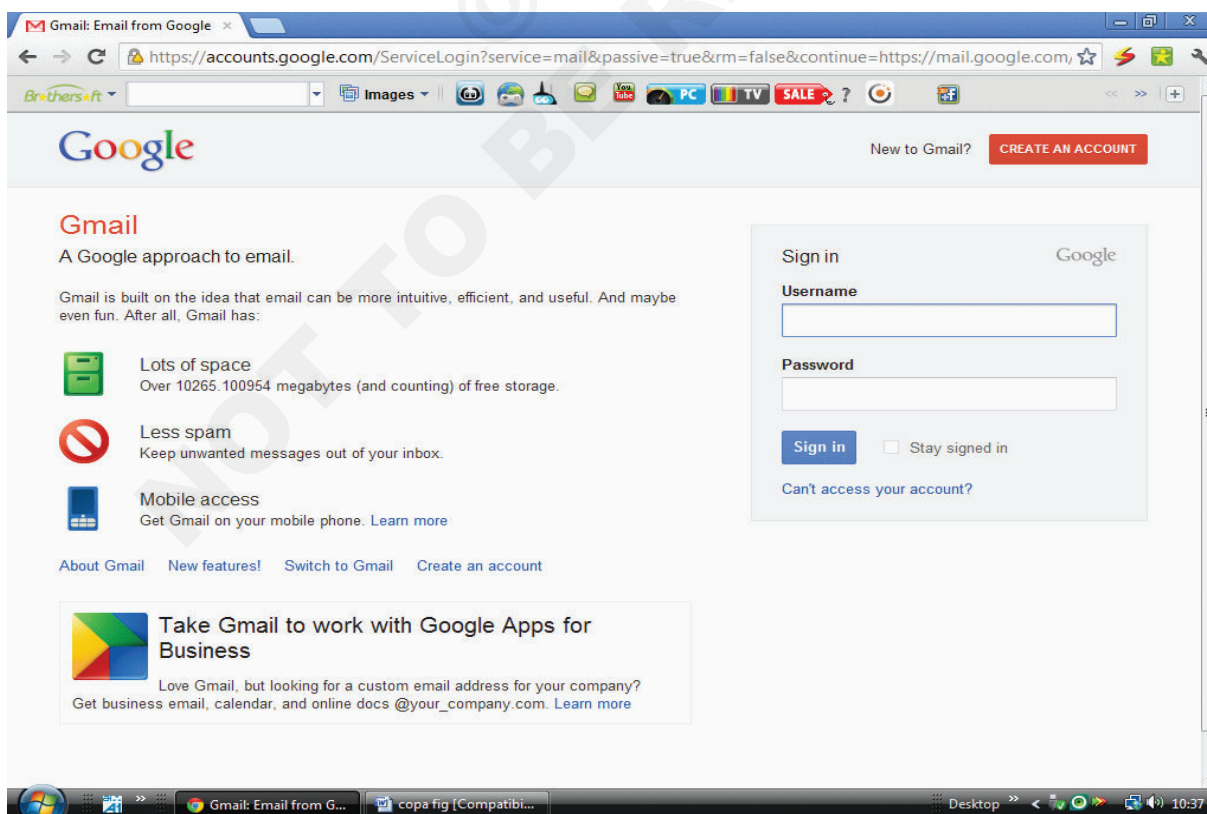 Gmail: Email from Google
https://accounts.google.com/ServiceLogin?service=mail&passive=true&rm=false&continue=https://mail.google.com/
Brothersoft Images You Tube PC TV SALE ?
Google
New to Gmail? CREATE AN ACCOUNT
Gmail
A Google approach to email.
Gmail is built on the idea that email can be more intuitive, efficient, and useful. And maybe
even fun. After all, Gmail has:
Lots of space
Over 10265.100954 megabytes (and counting) of free storage.
Less spam
Keep unwanted messages out of your inbox.
Mobile access
Get Gmail on your mobile phone. Learn more
About Gmail New features! Switch to Gmail Create an account
Take Gmail to work with Google Apps for
Business
Love Gmail, but looking for a custom email address for your company?
Get business email, calendar, and online docs @your_company.com. Learn more
Sign in Google
Username
Password
Sign in Stay signed in
Can't access your account?
NOT TO BE
Gmail: Email from G... copa fig [Compatibi... Desktop 10:37